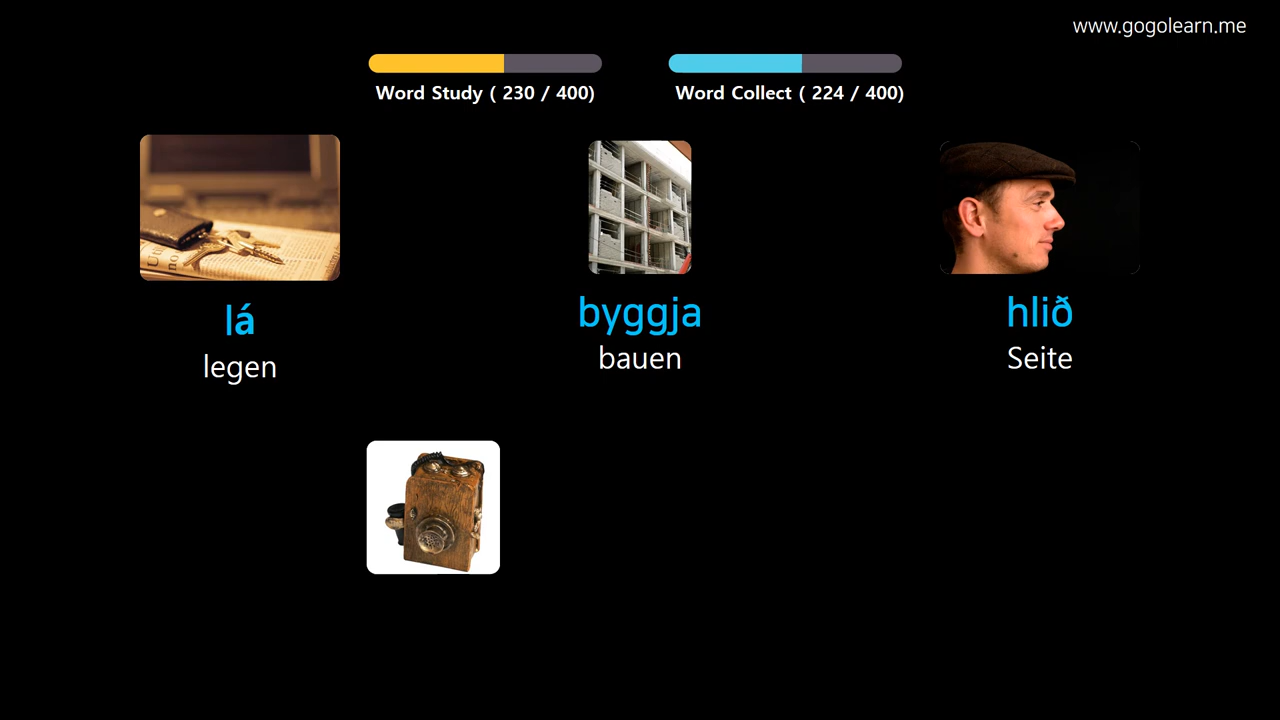 www.gogolearn.me
Word Study ( 230 / 400)
Word Collect ( 224 / 400)
lá
legen
byggja
bauen
hlið
Seite